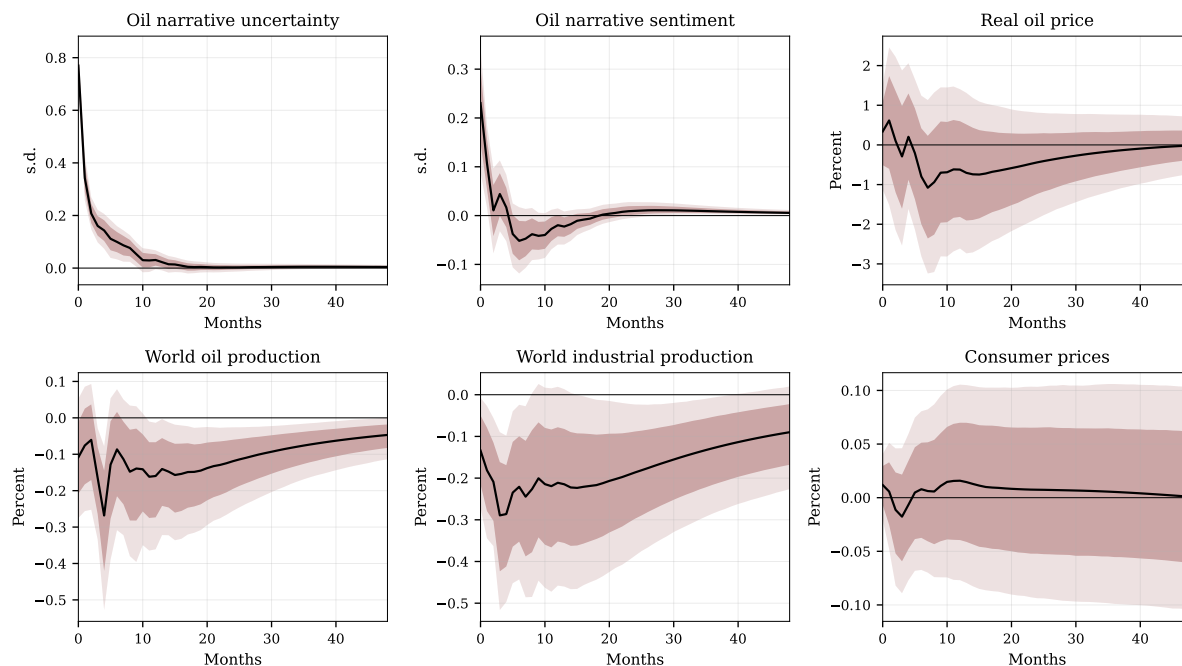 Oil narrative uncertainty
Oil narrative sentiment
Real oil price
s.d.
0.8
0.6
0.4
0.2
0.0
0 10 20 30 40
Months
s.d.
0.3
0.2
0.1
0.0
−0.1
0 10 20 30 40
Months
Percent
2
1
0
−1
−2
−3
0 10 20 30 40
Months
World oil production
World industrial production
Consumer prices
Percent
0.1
0.0
−0.1
−0.2
−0.3
−0.4
−0.5
0 10 20 30 40
Months
Percent
0.0
−0.1
−0.2
−0.3
−0.4
−0.5
0 10 20 30 40
Months
Percent
0.10
0.05
0.00
−0.05
−0.10
0 10 20 30 40
Months